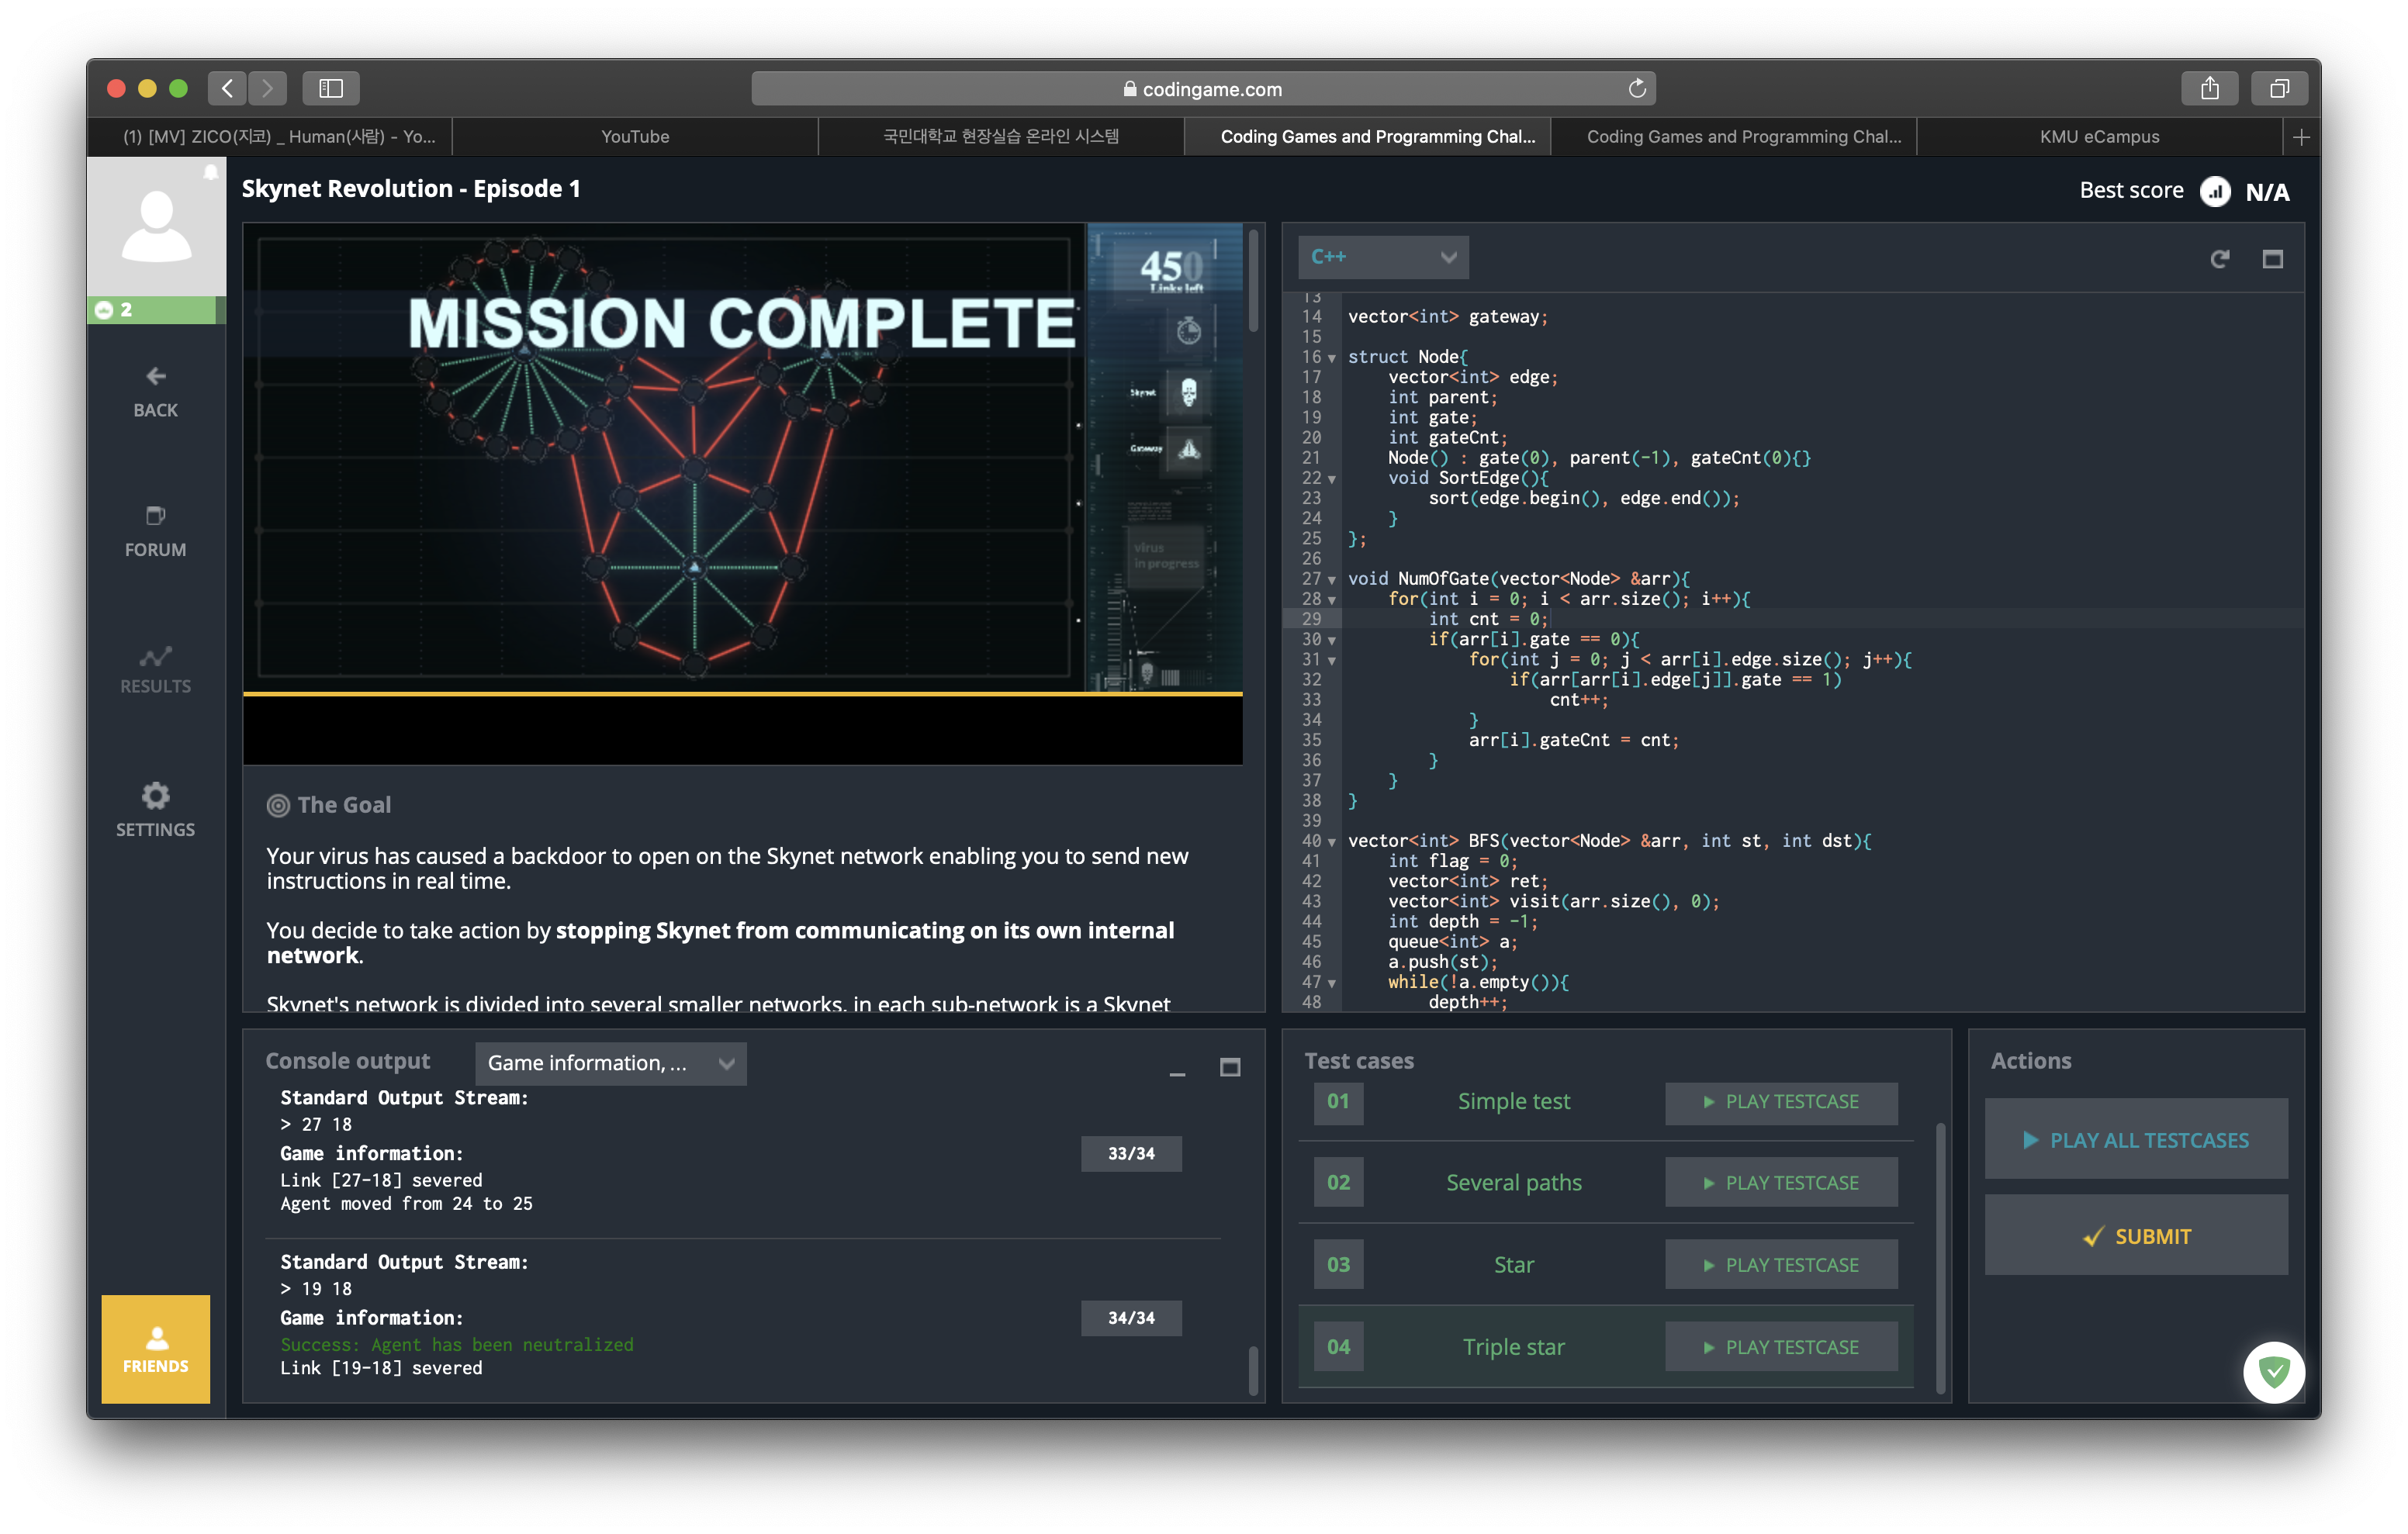 codingame.com
(1) [MV] ZICO(지코) _ Human(사람) - Yo...
YouTube
국민대학교 현장실습 온라인 시스템
Coding Games and Programming Chal...
Coding Games and Programming Chal...
KMU eCampus
Skynet Revolution - Episode 1
Best score
N/A
2
BACK
FORUM
RESULTS
SETTINGS
FRIENDS
MISSION COMPLETE
450
Links left
Skynet
Gateway
virus
in progress
The Goal
Your virus has caused a backdoor to open on the Skynet network enabling you to send new
instructions in real time.
You decide to take action by stopping Skynet from communicating on its own internal
network.
Skynet's network is divided into several smaller networks, in each sub-network is a Skynet
C++
13
14 vector<int> gateway;
15
16 struct Node{
17 vector<int> edge;
18 int parent;
19 int gate;
20 int gateCnt;
21 Node() : gate(0), parent(-1), gateCnt(0){}
22 void SortEdge(){
23 sort(edge.begin(), edge.end());
24 }
25 };
26
27 void NumOfGate(vector<Node> &arr){
28 for(int i = 0; i < arr.size(); i++){
29 int cnt = 0;
30 if(arr[i].gate == 0){
31 for(int j = 0; j < arr[i].edge.size(); j++){
32 if(arr[arr[i].edge[j]].gate == 1)
33 cnt++;
34 }
35 arr[i].gateCnt = cnt;
36 }
37 }
38 }
39
40 vector<int> BFS(vector<Node> &arr, int st, int dst){
41 int flag = 0;
42 vector<int> ret;
43 vector<int> visit(arr.size(), 0);
44 int depth = -1;
45 queue<int> a;
46 a.push(st);
47 while(!a.empty()){
48 depth++;
Console output
Game information, ...
Standard Output Stream:
> 27 18
Game information:
33/34
Link [27-18] severed
Agent moved from 24 to 25
Standard Output Stream:
> 19 18
Game information:
34/34
Success: Agent has been neutralized
Link [19-18] severed
Test cases
01 Simple test PLAY TESTCASE
02 Several paths PLAY TESTCASE
03 Star PLAY TESTCASE
04 Triple star PLAY TESTCASE
Actions
PLAY ALL TESTCASES
SUBMIT